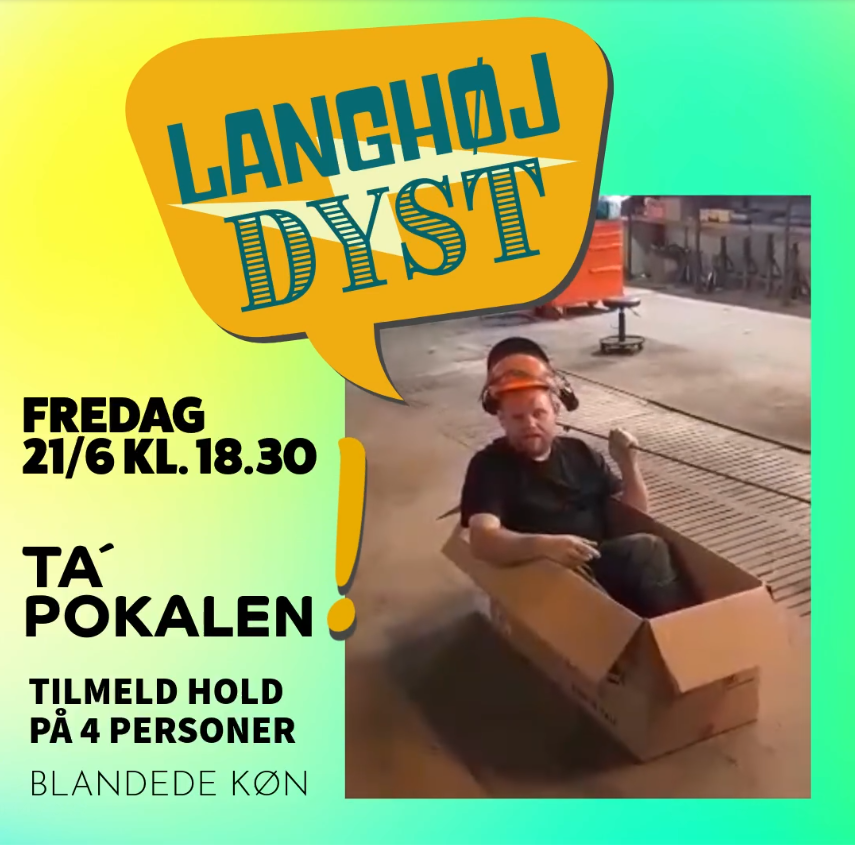 LANGHØJ
DYST
FREDAG
21/6 KL. 18.30
TA´
POKALEN!
TILMELD HOLD
PÅ 4 PERSONER
BLANDEDE KØN